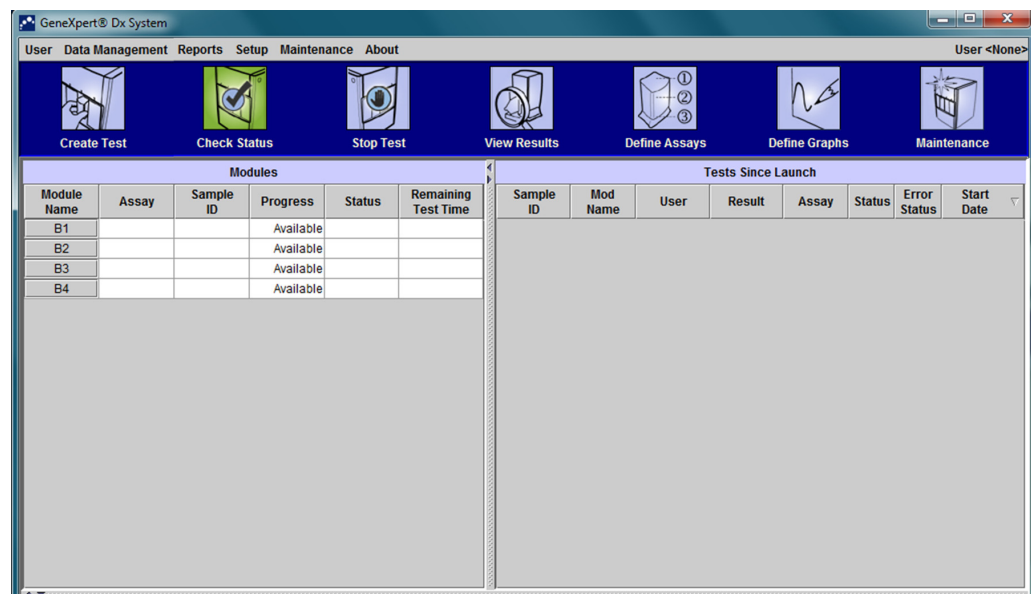 GeneXpert® Dx System
User Data Management Reports Setup Maintenance About User <None>
Create Test Check Status Stop Test View Results Define Assays Define Graphs Maintenance
Modules
Module Name Assay Sample ID Progress Status Remaining Test Time
B1 Available
B2 Available
B3 Available
B4 Available
Tests Since Launch
Sample ID Mod Name User Result Assay Status Error Status Start Date
1
2
3